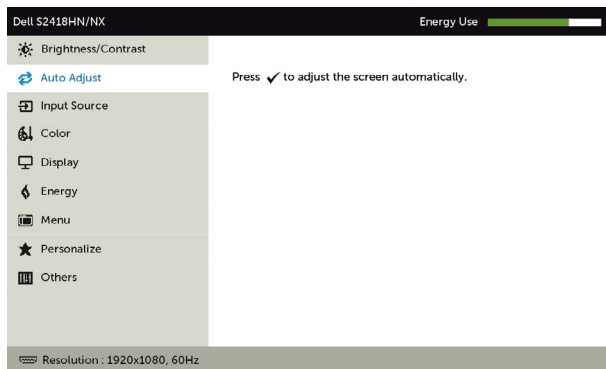 Dell S2418HN/NX
Energy Use
Brightness/Contrast
Auto Adjust
Press ✓ to adjust the screen automatically.
Input Source
Color
Display
Energy
Menu
Personalize
Others
Resolution : 1920x1080, 60Hz